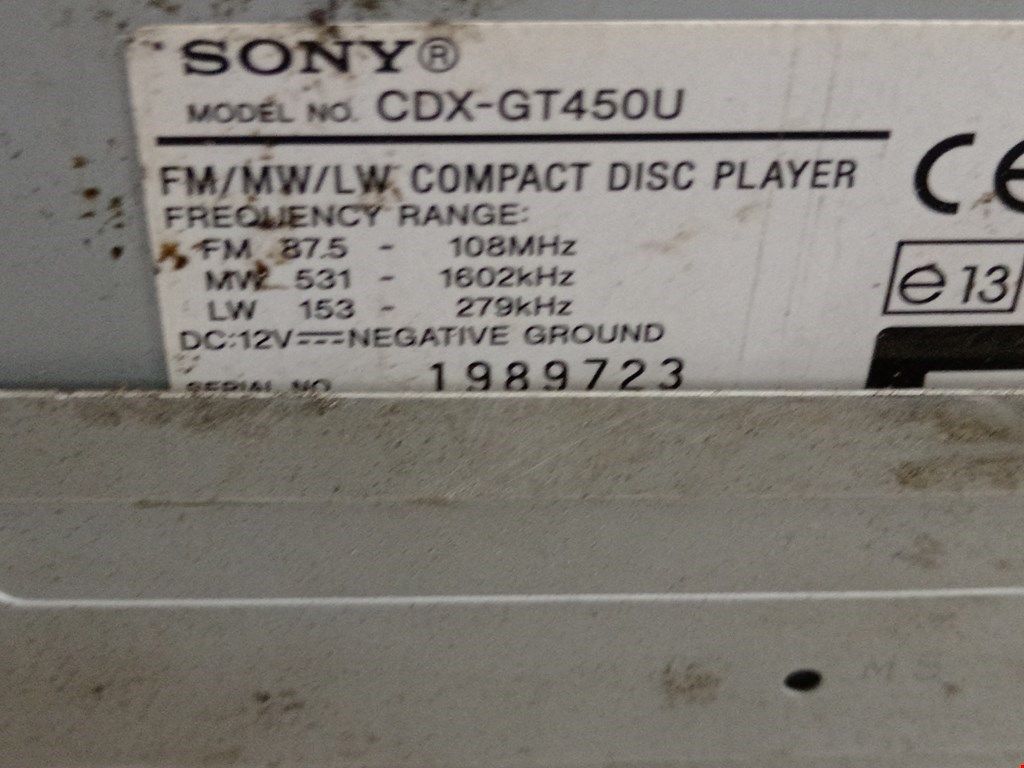 SONY®
MODEL NO. CDX-GT450U
FM/MW/LW COMPACT DISC PLAYER
FREQUENCY RANGE:
FM 87.5 - 108MHz
MW 531 - 1602kHz
LW 153 - 279kHz
DC:12V⎓NEGATIVE GROUND
SERIAL NO. 1989723
CE
e 13